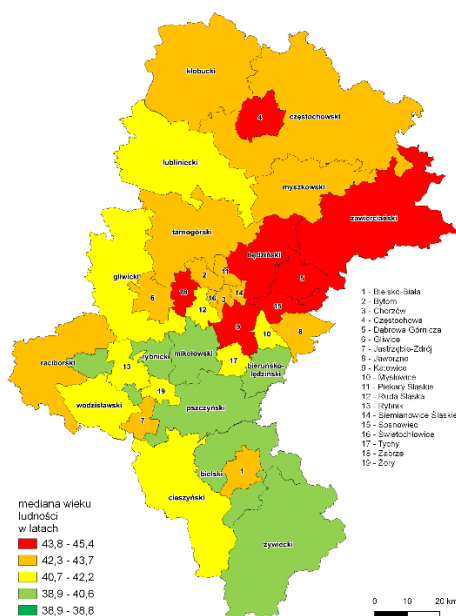 kłobucki
4
częstochowski
lubliniecki
myszkowski
zawierciański
tarnogórski
będziński
gliwicki
2
11
5
6
18
16
3
14
12
15
9
10
8
raciborski
13
rybnicki
mikołowski
17
bieruńsko-
lędziński
19
wodzisławski
7
pszczyński
bielski
1
cieszyński
żywiecki
1 - Bielsko-Biała
2 - Bytom
3 - Chorzów
4 - Częstochowa
5 - Dąbrowa Górnicza
6 - Gliwice
7 - Jastrzębie-Zdrój
8 - Jaworzno
9 - Katowice
10 - Mysłowice
11 - Piekary Śląskie
12 - Ruda Śląska
13 - Rybnik
14 - Siemianowice Śląskie
15 - Sosnowiec
16 - Świętochłowice
17 - Tychy
18 - Zabrze
19 - Żory
mediana wieku
ludności
w latach
43,8 - 45,4
42,3 - 43,7
40,7 - 42,2
38,9 - 40,6
38,9 - 38,8
0 10 20 km